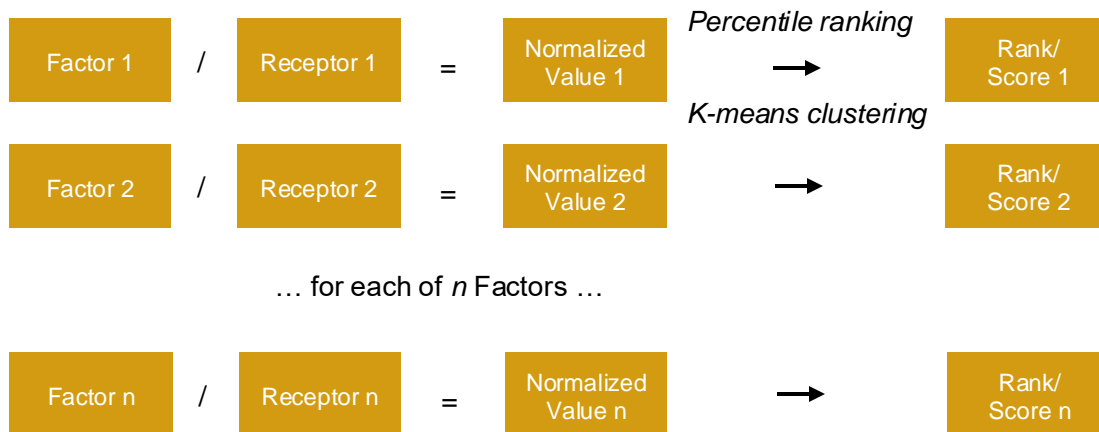 Percentile ranking
Factor 1 / Receptor 1 = Normalized Value 1 → Rank/ Score 1
K-means clustering
Factor 2 / Receptor 2 = Normalized Value 2 → Rank/ Score 2
… for each of n Factors …
Factor n / Receptor n = Normalized Value n → Rank/ Score n